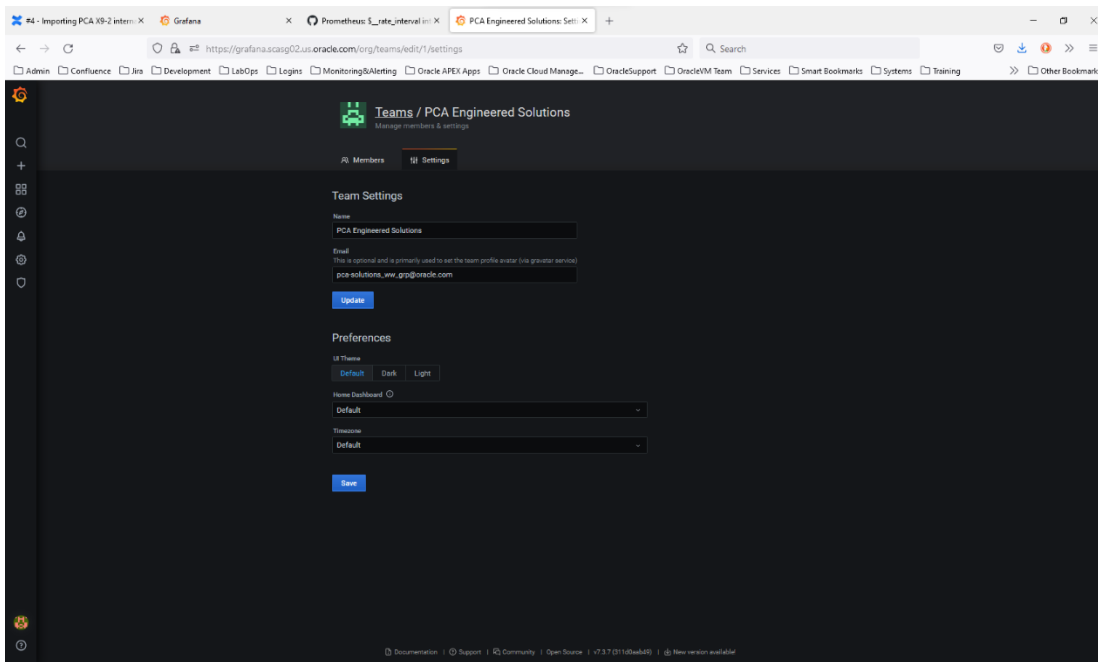 #4 - Importing PCA X9-2 intern
Grafana
Prometheus: $__rate_interval int
PCA Engineered Solutions: Sett
https://grafana.scasg02.us.oracle.com/org/teams/edit/1/settings
Search
Admin Confluence Jira Development LabOps Logins Monitoring&Alerting Oracle APEX Apps Oracle Cloud Manage... OracleSupport OracleVM Team Services Smart Bookmarks Systems Training Other Bookmark
Teams / PCA Engineered Solutions
Manage members & settings
Members Settings
Team Settings
Name
PCA Engineered Solutions
Email
This is optional and is primarily used to set the team profile avatar (via gravatar service)
pca-solutions_ww_grp@oracle.com
Update
Preferences
UI Theme
Default Dark Light
Home Dashboard
Default
Timezone
Default
Save
Documentation | Support | Community | Open Source | v7.3.7 (311d0aab49) | New version available!